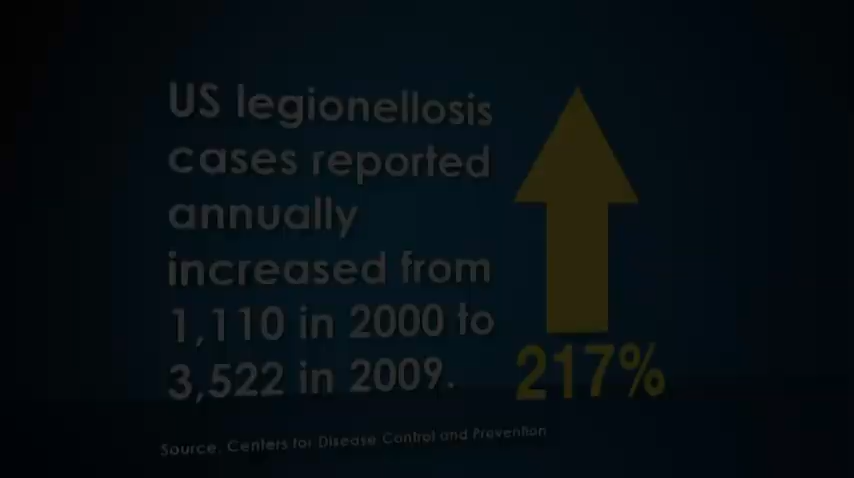 US legionellosis
cases reported
annually
increased from
1,110 in 2000 to
3,522 in 2009.
217%
Source: Centers for Disease Control and Prevention